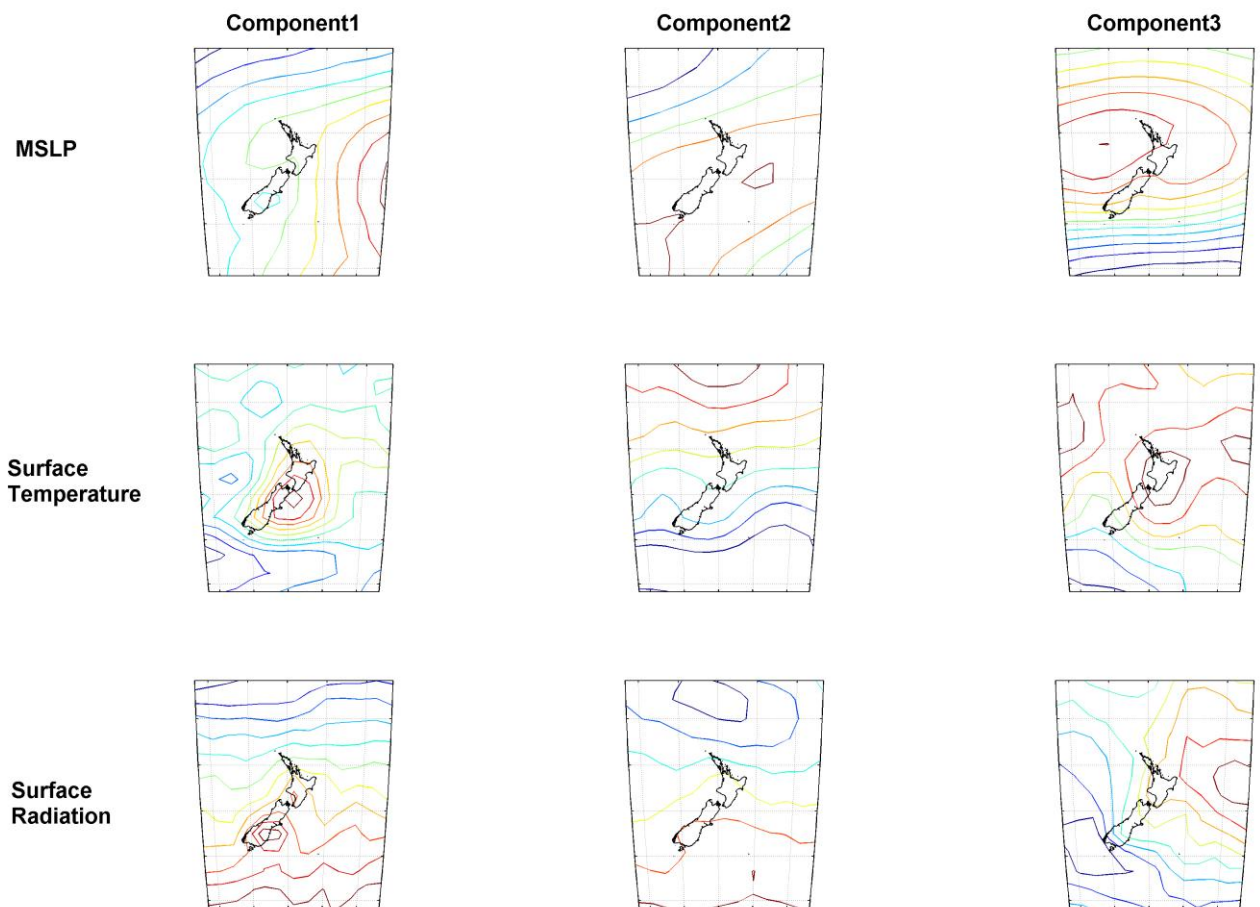 Component1
Component2
Component3
MSLP
Surface
Temperature
Surface
Radiation